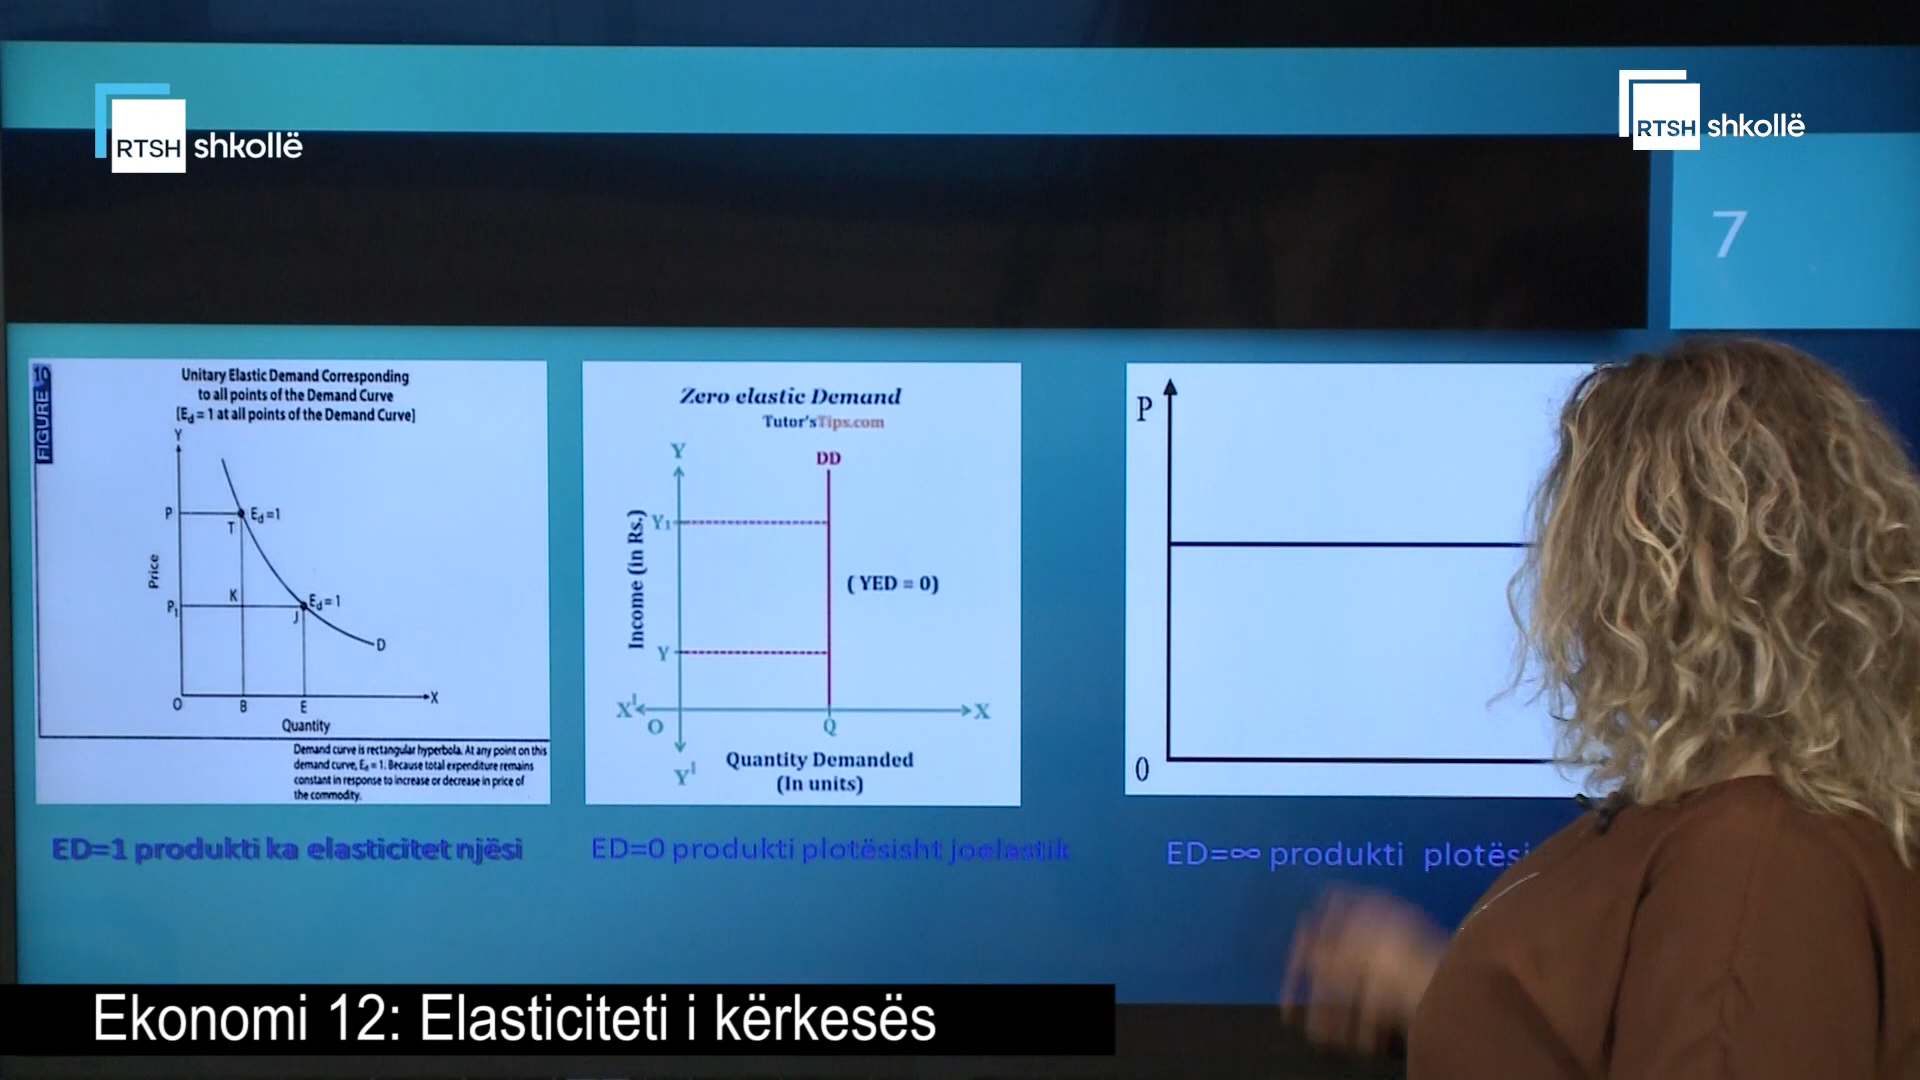 RTSH shkollë
RTSH shkollë
7
FIGURE 10
Unitary Elastic Demand Corresponding
to all points of the Demand Curve
[Ed = 1 at all points of the Demand Curve]
Y
P
T
Ed=1
Price
K
P1
J
Ed=1
D
O
B
E
X
Quantity
Demand curve is rectangular hyperbola. At any point on this
demand curve, Ed = 1. Because total expenditure remains
constant in response to increase or decrease in price of
the commodity.
Zero elastic Demand
Tutor'sTips.com
Y
DD
Income (in Rs.)
Y1
( YED = 0)
Y
X'
O
Q
X
Y'
Quantity Demanded
(In units)
P
0
ED=1 produkti ka elasticitet njësi
ED=0 produkti plotësisht joelastik
ED=∞ produkti
Ekonomi 12: Elasticiteti i kërkesës